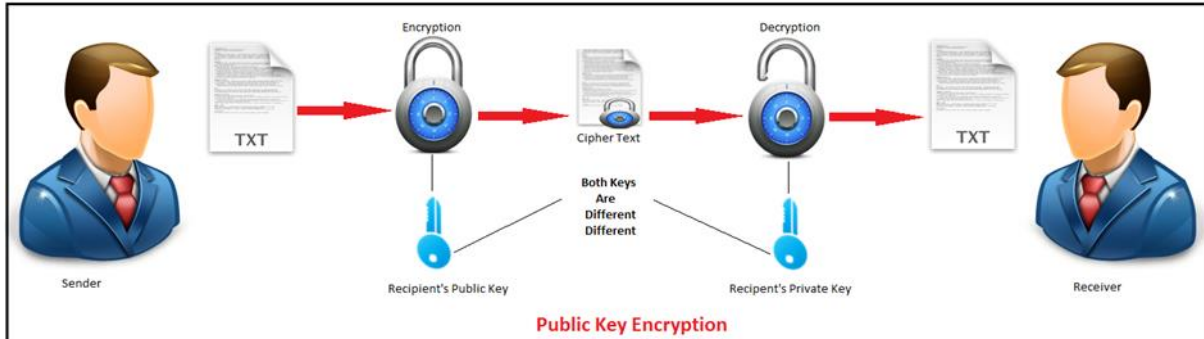 Encryption
Decryption
TXT
Cipher Text
TXT
Both Keys
Are
Different
Different
Sender
Recipient's Public Key
Recipent's Private Key
Receiver
Public Key Encryption